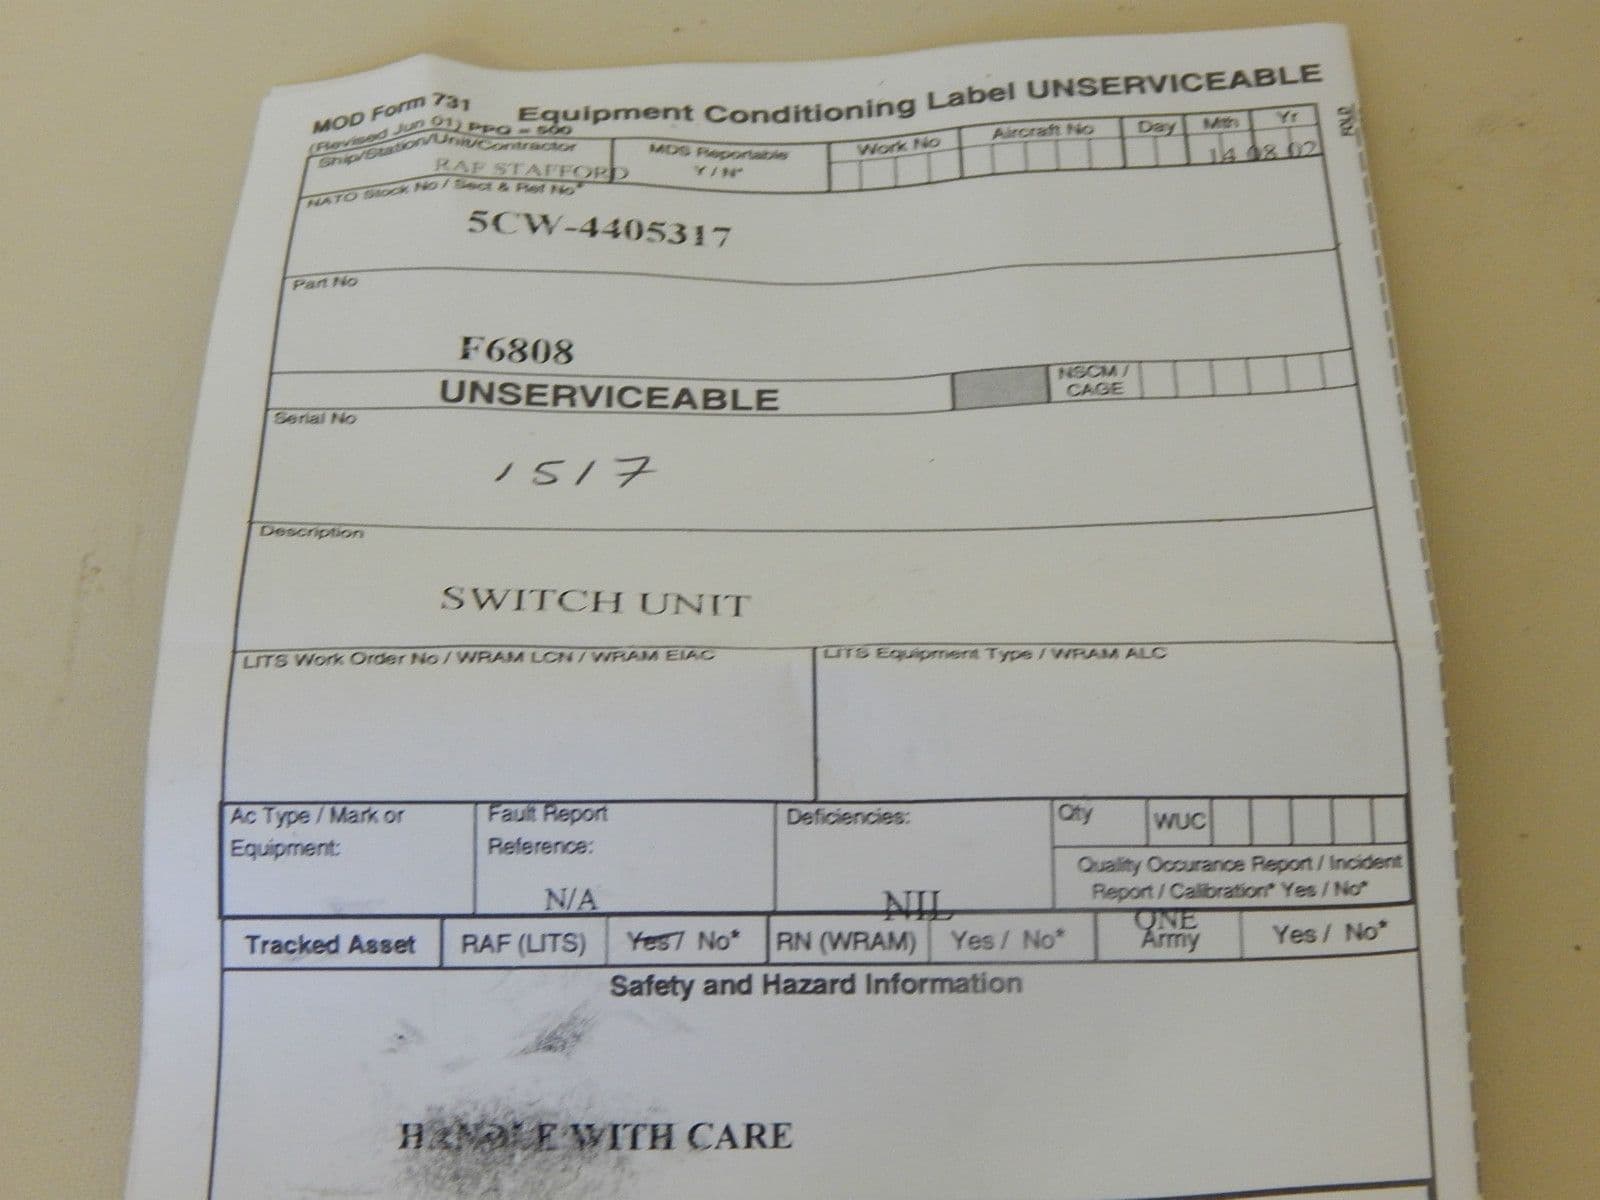 MOD Form 731
Equipment Conditioning Label UNSERVICEABLE
(Revised Jun 01) PPQ = 500
Ship/Station/Unit/Contractor
RAF STAFFORD
MDS Reportable
Y / N*
Work No
Aircraft No
Day Mth Yr
14 08 02
NATO Stock No / Sect & Ref No*
5CW-4405317
Part No
F6808
UNSERVICEABLE
NSCM /
CAGE
Serial No
1517
Description
SWITCH UNIT
LITS Work Order No / WRAM LCN / WRAM EIAC
LITS Equipment Type / WRAM ALC
Ac Type / Mark or
Equipment:
Fault Report
Reference:
N/A
Deficiencies:
NIL
Qty
ONE
WUC
Quality Occurance Report / Incident
Report / Calibration* Yes / No*
Tracked Asset RAF (LITS) Yes / No* RN (WRAM) Yes / No* Army Yes / No*
Safety and Hazard Information
HANDLE WITH CARE